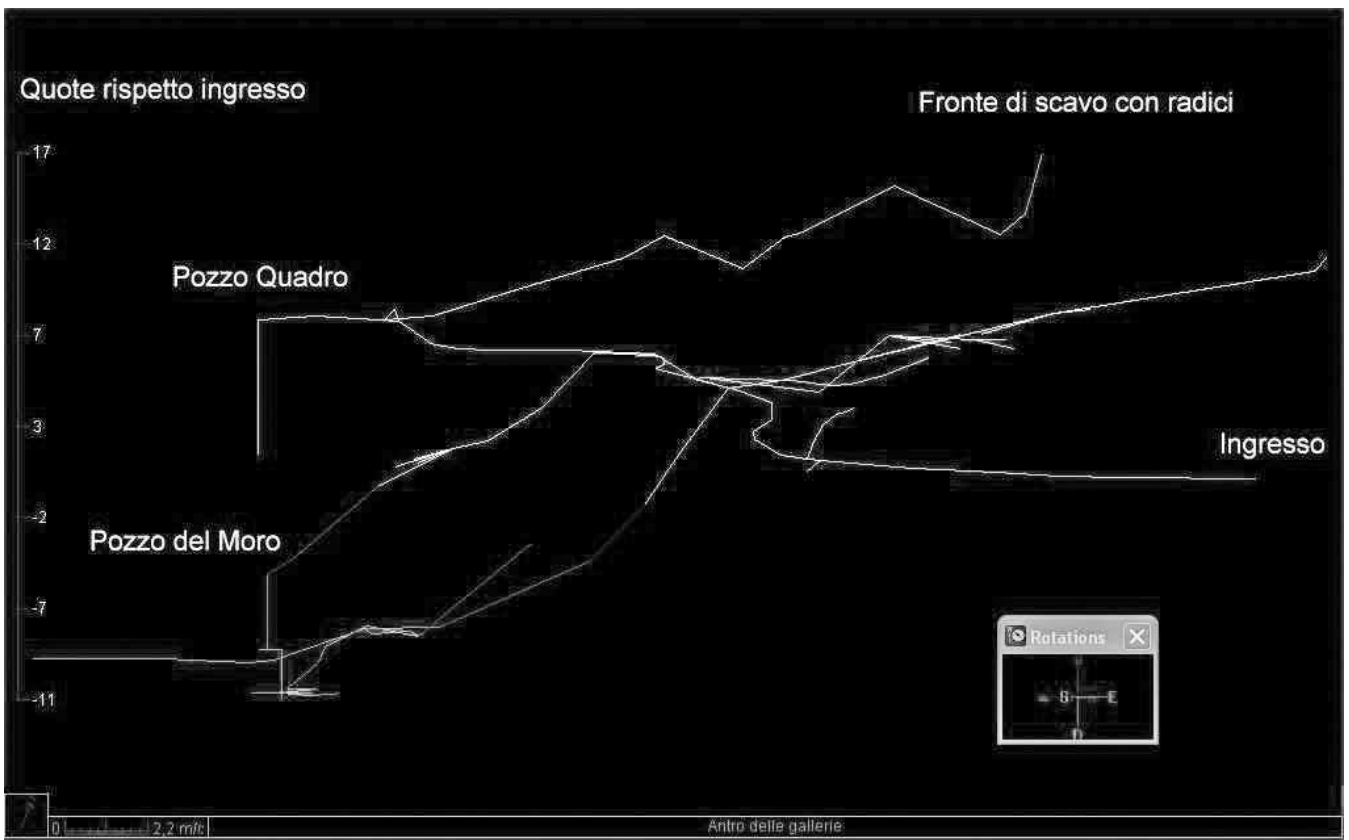 Quote rispetto ingresso
Fronte di scavo con radici
17
12
Pozzo Quadro
7
3
Ingresso
-2
Pozzo del Moro
-7
Rotations
E
D
-11
0 2,2 m/c
Antro delle gallerie